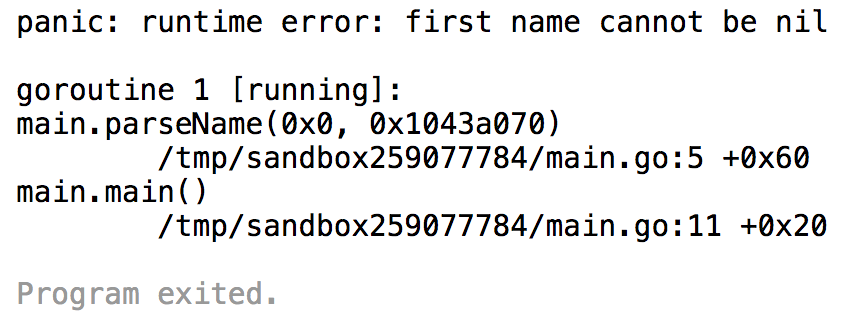 panic: runtime error: first name cannot be nil
goroutine 1 [running]:
main.parseName(0x0, 0x1043a070)
/tmp/sandbox259077784/main.go:5 +0x60
main.main()
/tmp/sandbox259077784/main.go:11 +0x20
Program exited.